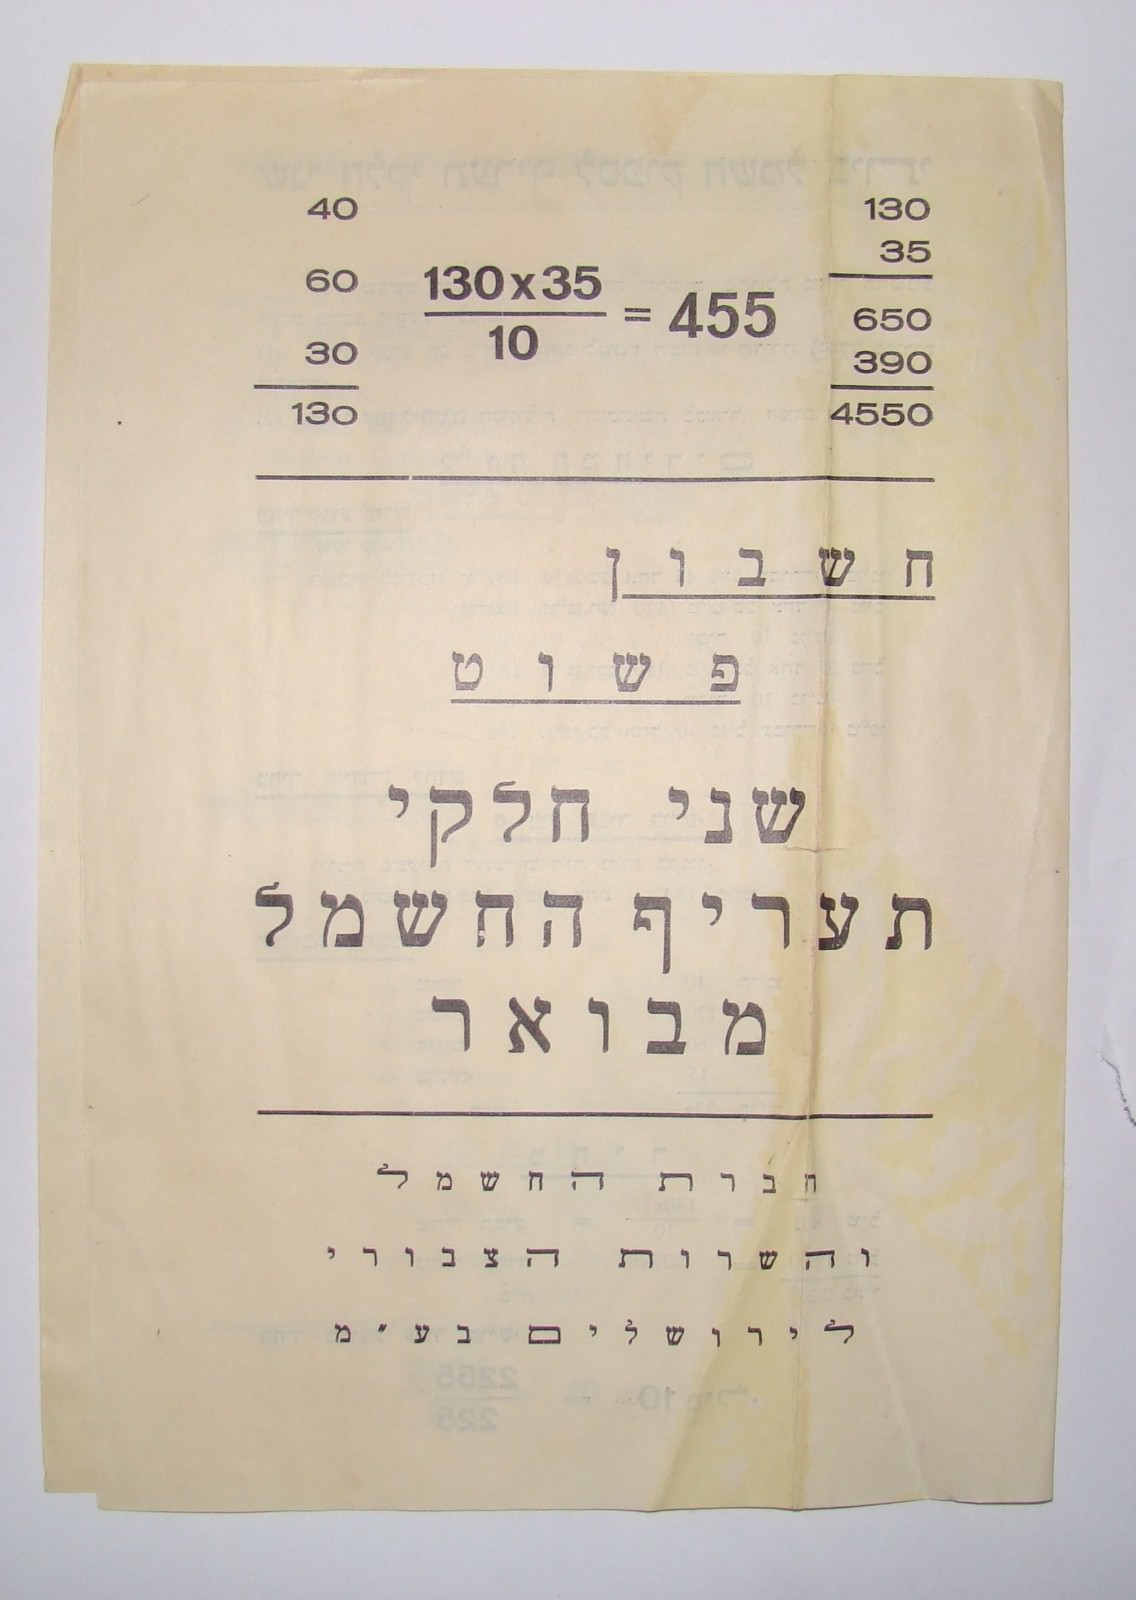 40
60
30
130
130x35
10
= 455
130
35
650
390
4550
חשבון
פשוט
שני חלקי
תעריף החשמל
מבואר
חברת החשמל
והשרות הצבורי
לירושלים בע"מ